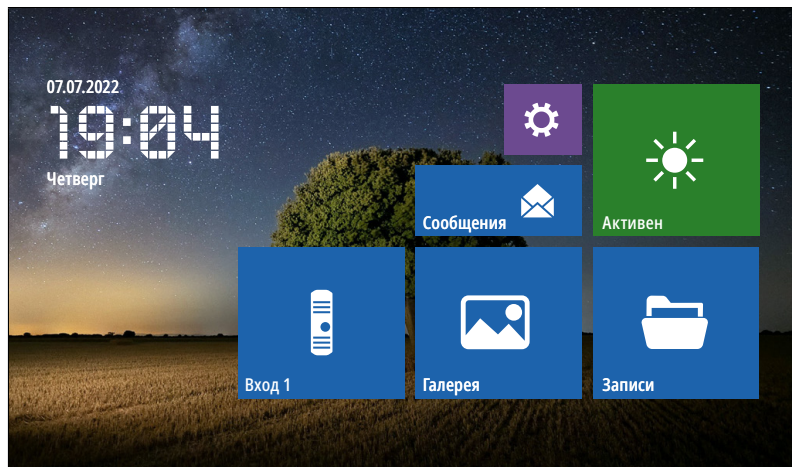 07.07.2022
19:04
Четверг
Сообщения
Активен
Вход 1
Галерея
Записи